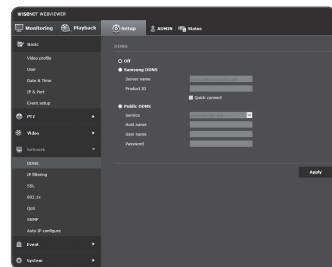 WISENET WEBVIEWER
Monitoring Playback Setup ADMIN Status
Basic
Video profile
User
Date & Time
IP & Port
Event setup
PTZ
Video
Network
DDNS
IP filtering
SSL
802.1x
QoS
SNMP
Auto IP configure
Event
System
DDNS
Off
Samsung DDNS
Server name
Product ID
Quick connect
Public DDNS
Service
Host name
User name
Password
Apply